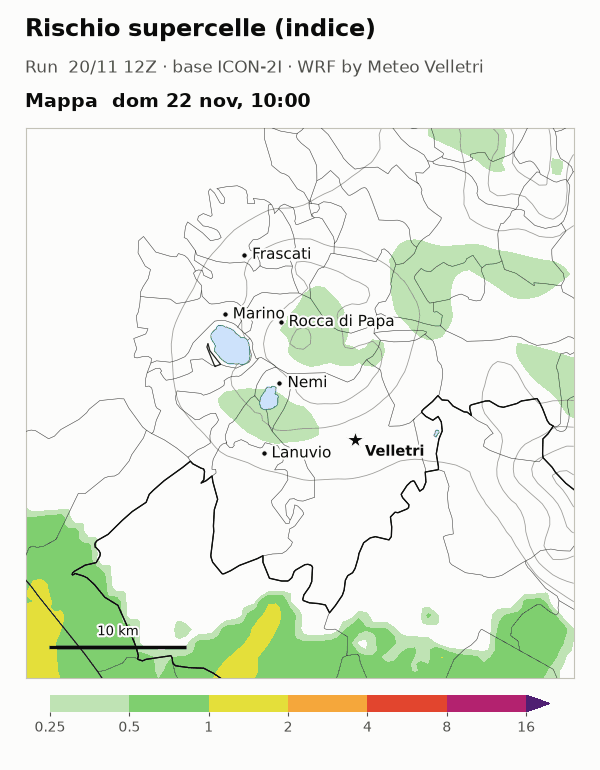 Rischio supercelle (indice)
Run 20/11 12Z · base ICON-2I · WRF by Meteo Velletri
Mappa dom 22 nov, 10:00
Frascati
Marino
Rocca di Papa
Nemi
Velletri
Lanuvio
10 km
0.25 0.5 1 2 4 8 16